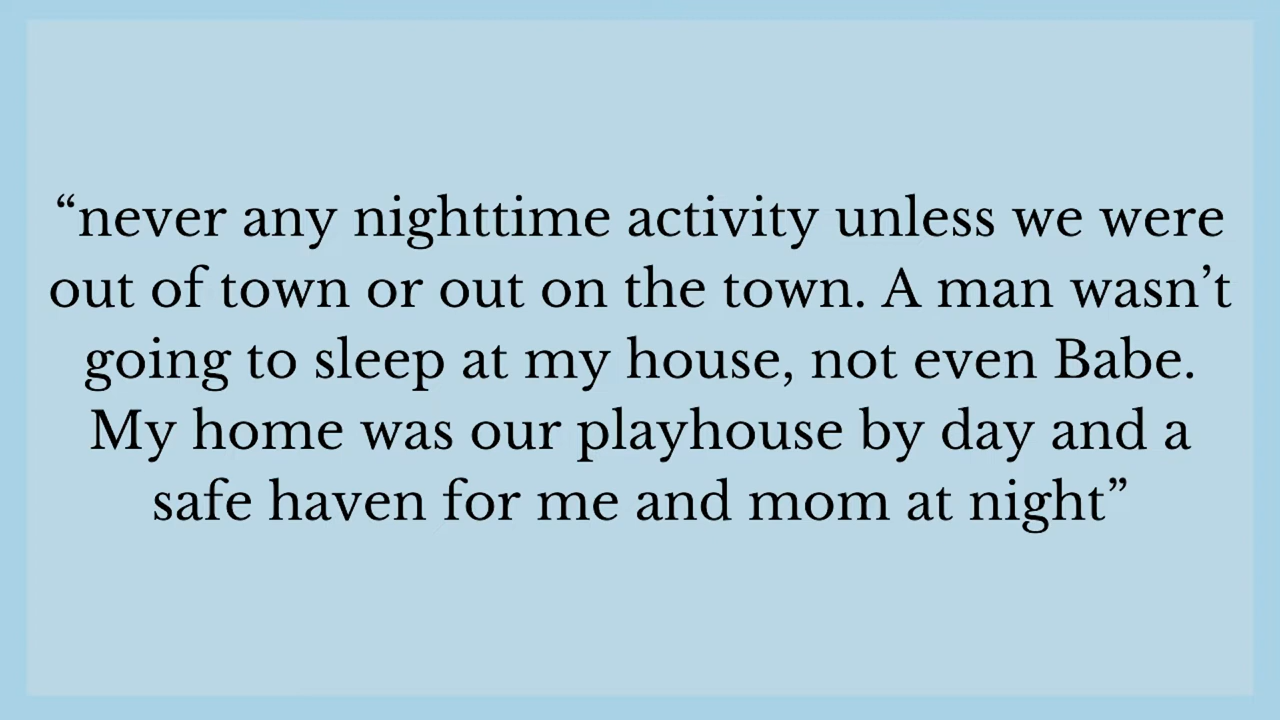 “never any nighttime activity unless we were
out of town or out on the town. A man wasn’t
going to sleep at my house, not even Babe.
My home was our playhouse by day and a
safe haven for me and mom at night”